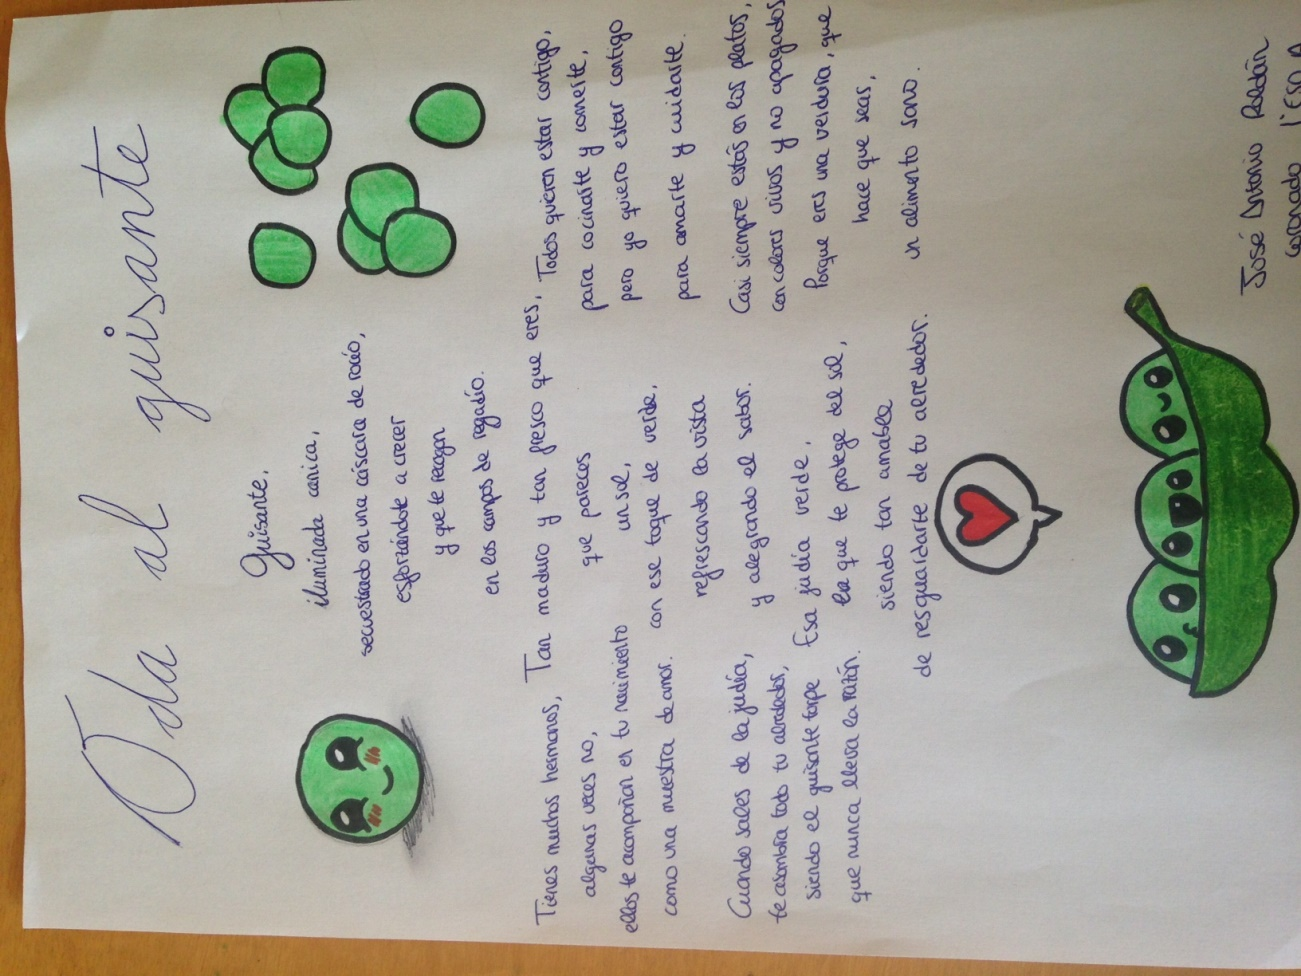 Oda al guisante
Guisante,
iluminada canica,
secuestrado en una cáscara de rocío,
esforzándote a crecer
y que te recogan
en los campos de regadío.
Tienes muchos hermanos,
algunas veces no,
ellos te acompañan en tu nacimiento
como una muestra de amor.
Cuando sales de la judía,
te asombra todo tu alrededor,
siendo el guisante torpe
que nunca lleva la razón.
Tan maduro y tan fresco que eres,
que pareces
un sol,
con ese toque de verde,
refrescando la vista
y alegrando el sabor.
Esa judía verde,
la que te protege del sol,
siendo tan amable
de resguardarte de tu alrededor.
Todos quieren estar contigo,
para cocinarte y comerte,
pero yo quiero estar contigo
para amarte y cuidarte.
Casi siempre estás en los platos,
con colores vivos y no apagados
Porque eres una verdura, que
hace que seas,
un alimento sano.
José Antonio Roldán
Coronado 1ºESO A